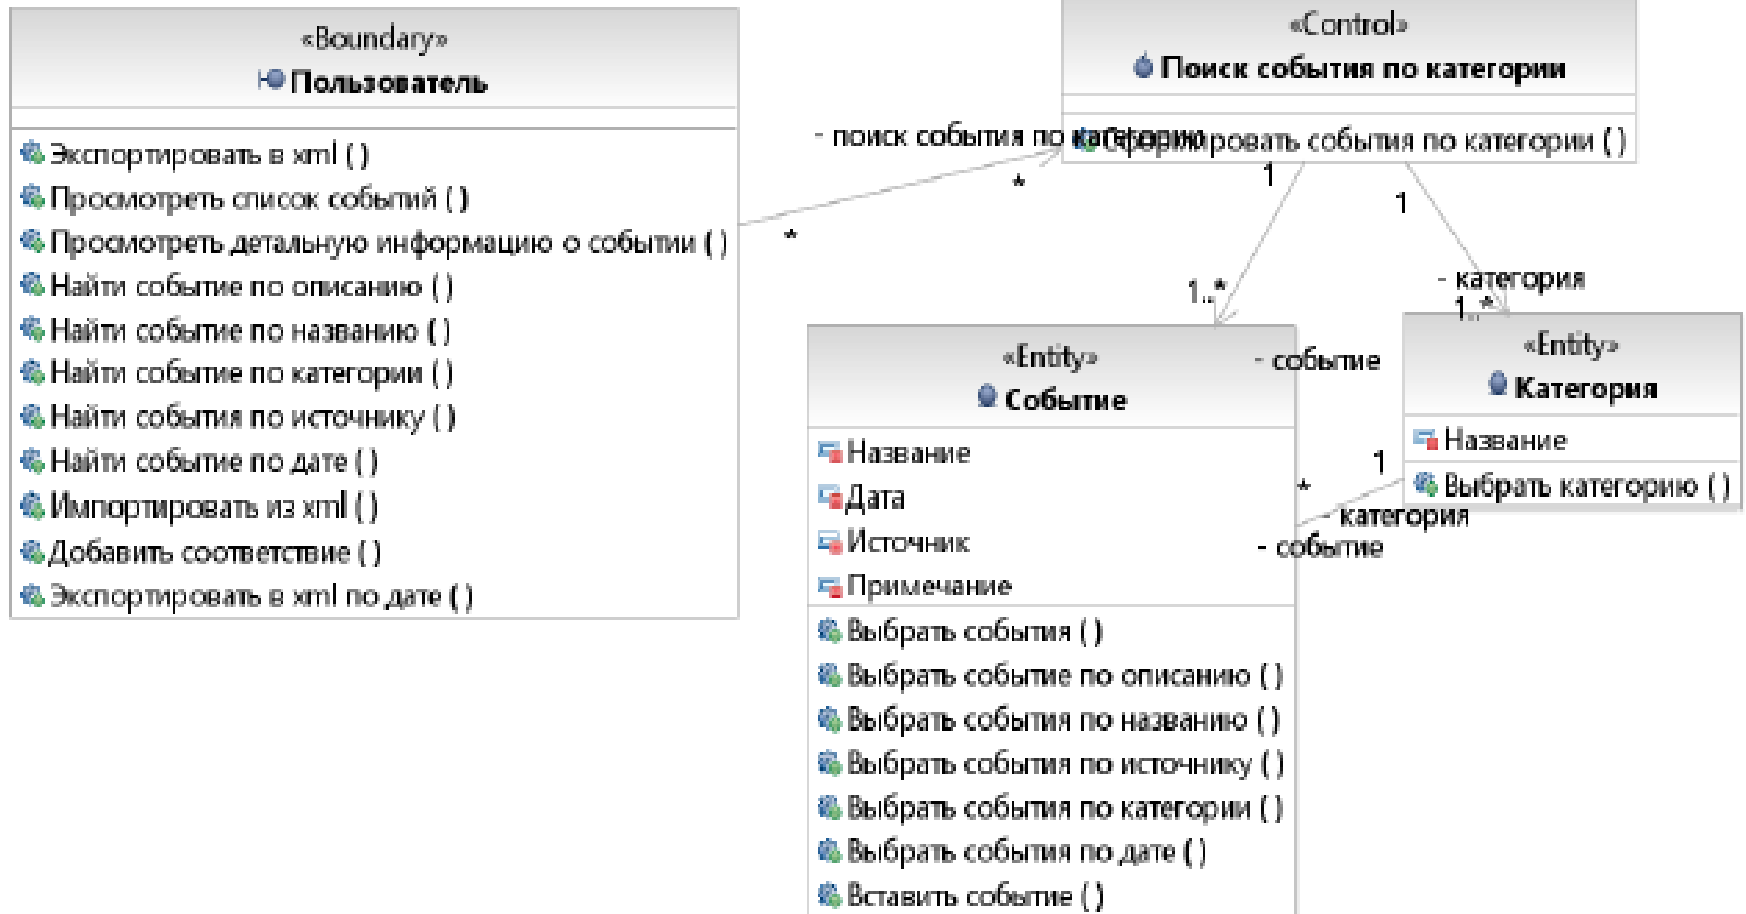 «Boundary»
Пользователь
Экспортировать в xml ( )
Просмотреть список событий ( )
Просмотреть детальную информацию о событии ( )
Найти событие по описанию ( )
Найти событие по названию ( )
Найти событие по категории ( )
Найти события по источнику ( )
Найти событие по дате ( )
Импортировать из xml ( )
Добавить соответствие ( )
Экспортировать в xml по дате ( )
«Control»
Поиск события по категории
Сформировать события по категории ( )
- поиск события по категорию
*
*
1
1
1..*
- категория
1..*
«Entity»
Событие
- событие
Название
Дата
Источник
Примечание
Выбрать события ( )
Выбрать событие по описанию ( )
Выбрать события по названию ( )
Выбрать события по источнику ( )
Выбрать события по категории ( )
Выбрать события по дате ( )
Вставить событие ( )
«Entity»
Категория
Название
Выбрать категорию ( )
1
*
- категория
- событие